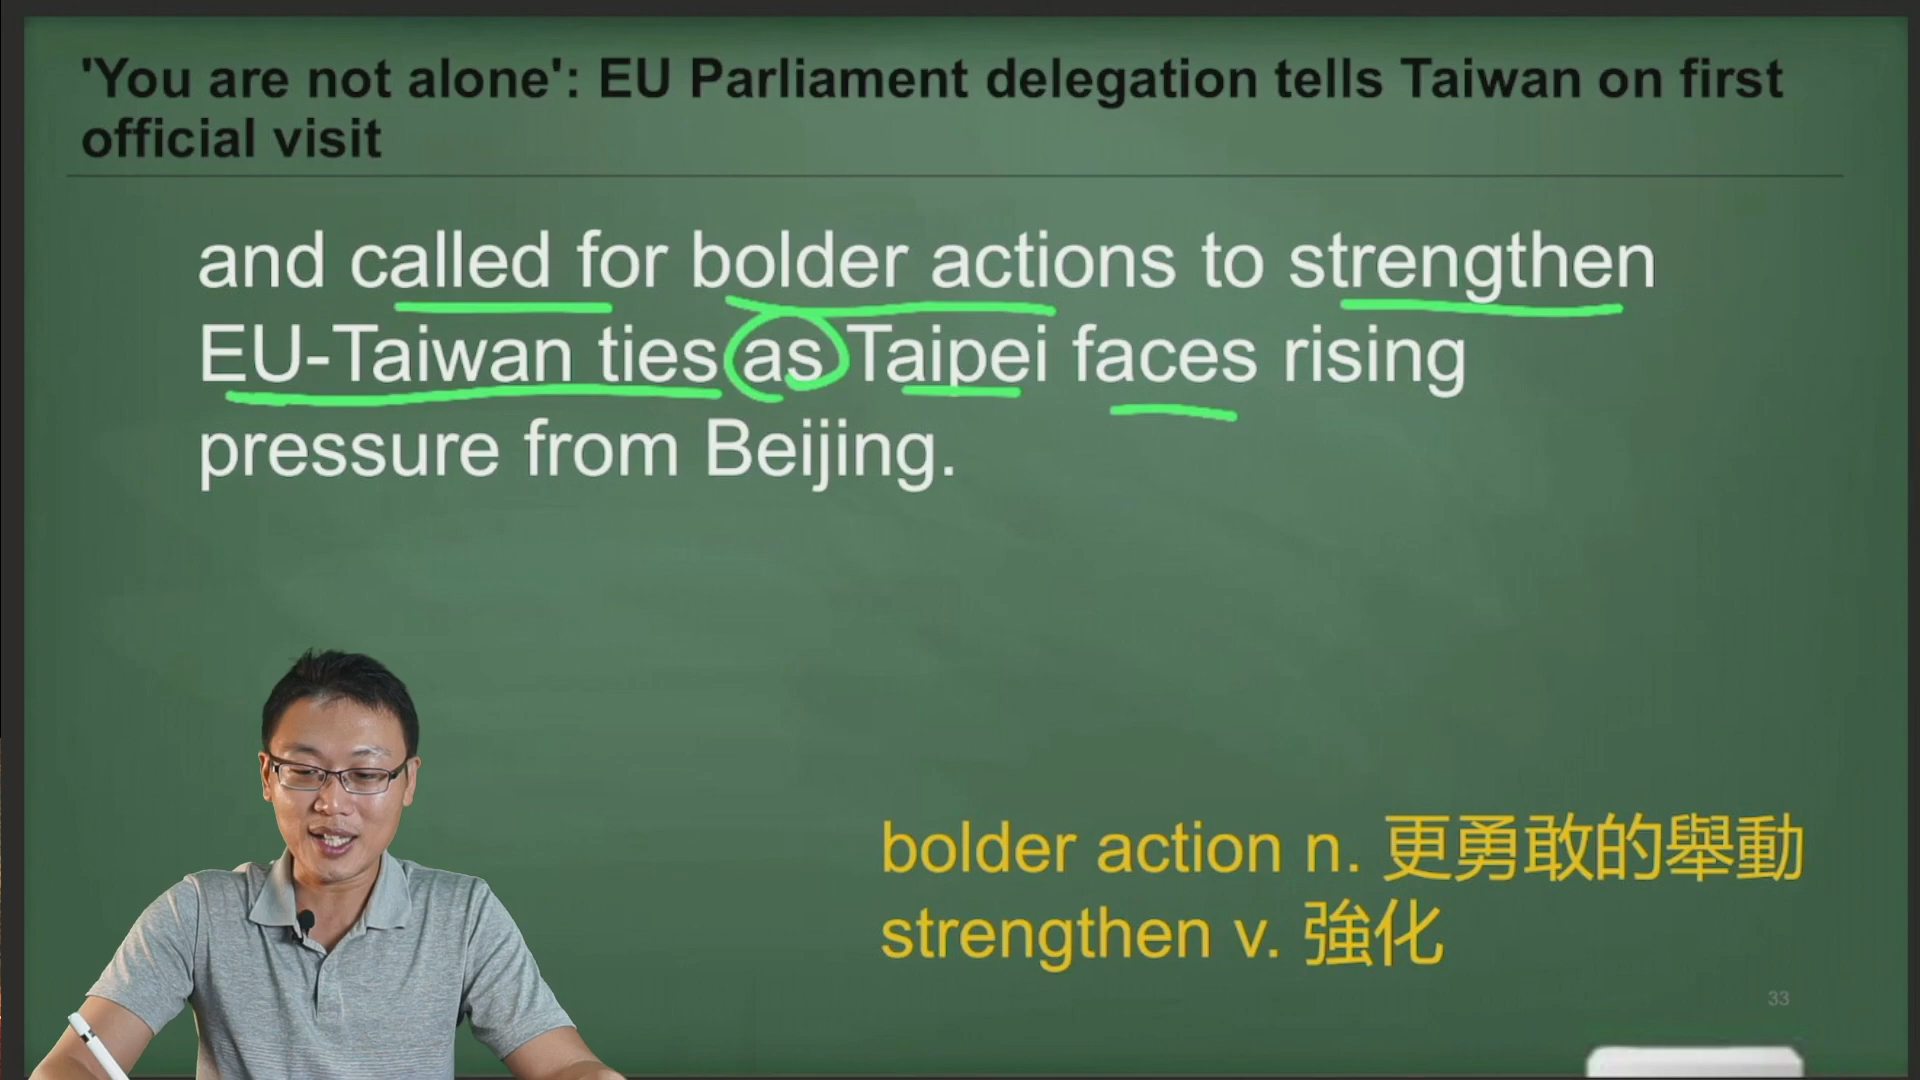 'You are not alone': EU Parliament delegation tells Taiwan on first
official visit
and called for bolder actions to strengthen
EU-Taiwan ties as Taipei faces rising
pressure from Beijing.
bolder action n. 更勇敢的舉動
strengthen v. 強化
33